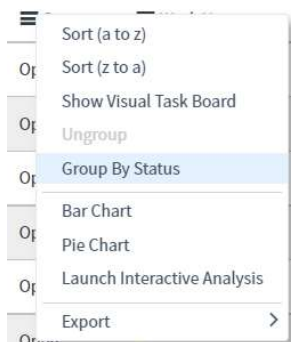 Sort (a to z)
Sort (z to a)
Show Visual Task Board
Ungroup
Group By Status
Bar Chart
Pie Chart
Launch Interactive Analysis
Export